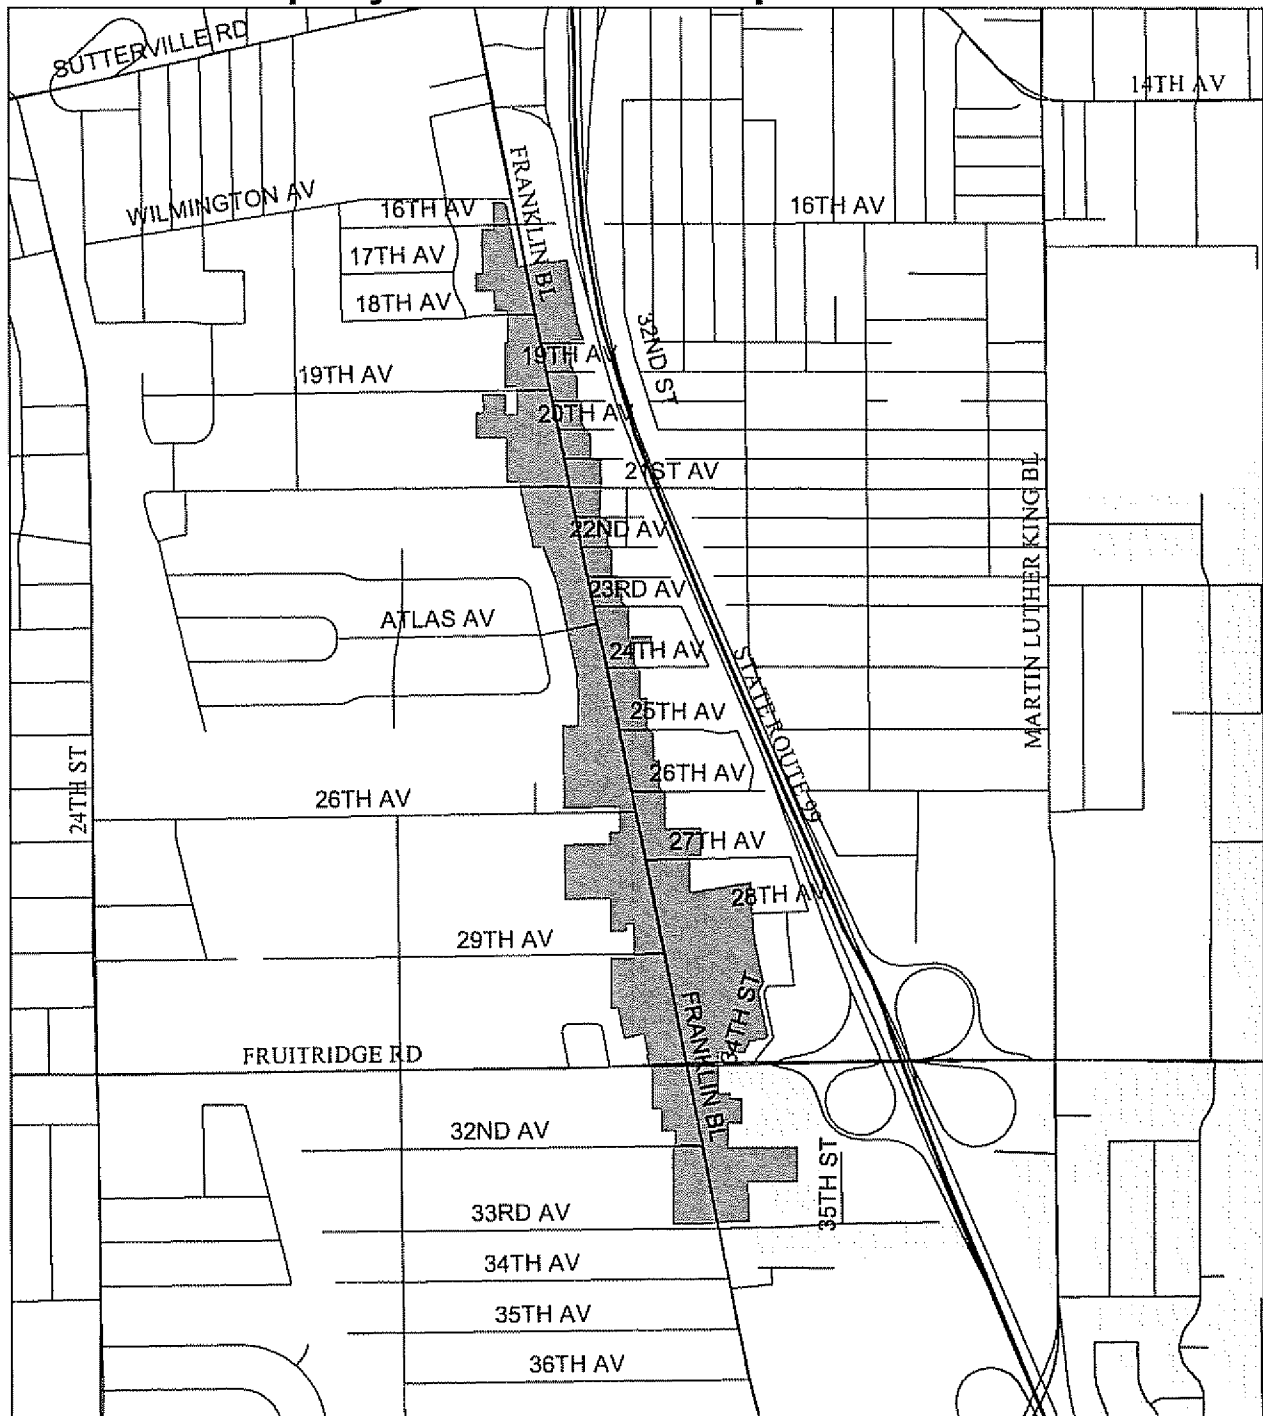 SUTTERVILLE RD
14TH AV
FRANKLIN BL
WILMINGTON AV
16TH AV
16TH AV
17TH AV
18TH AV
32ND ST
19TH AV
19TH AV
20TH AV
21ST AV
MARTIN LUTHER KING BL
22ND AV
23RD AV
ATLAS AV
24TH AV
STATE ROUTE 99
25TH AV
24TH ST
26TH AV
26TH AV
27TH AV
28TH AV
29TH AV
34TH ST
FRANKLIN BL
FRUITRIDGE RD
32ND AV
35TH ST
33RD AV
34TH AV
35TH AV
36TH AV